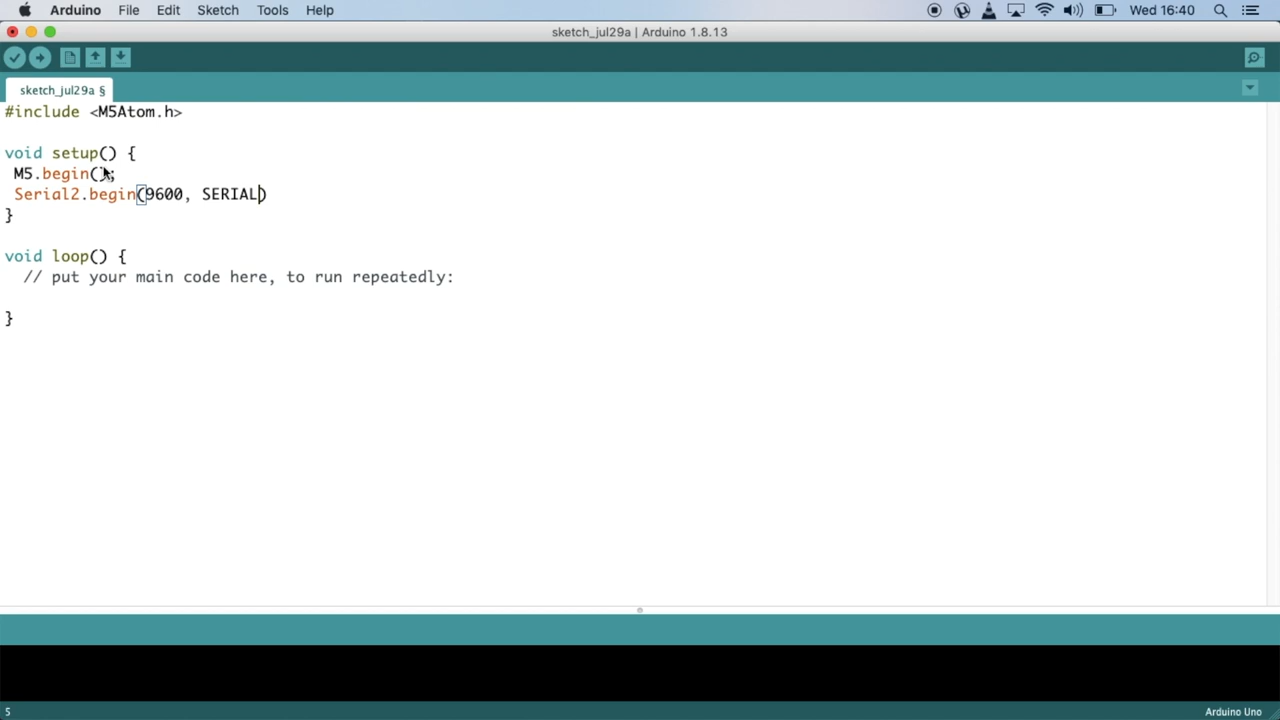 Arduino File Edit Sketch Tools Help Wed 16:40
sketch_jul29a | Arduino 1.8.13
sketch_jul29a §
#include <M5Atom.h>
void setup() {
M5.begin();
Serial2.begin(9600, SERIAL)
}
void loop() {
// put your main code here, to run repeatedly:
}
5 Arduino Uno